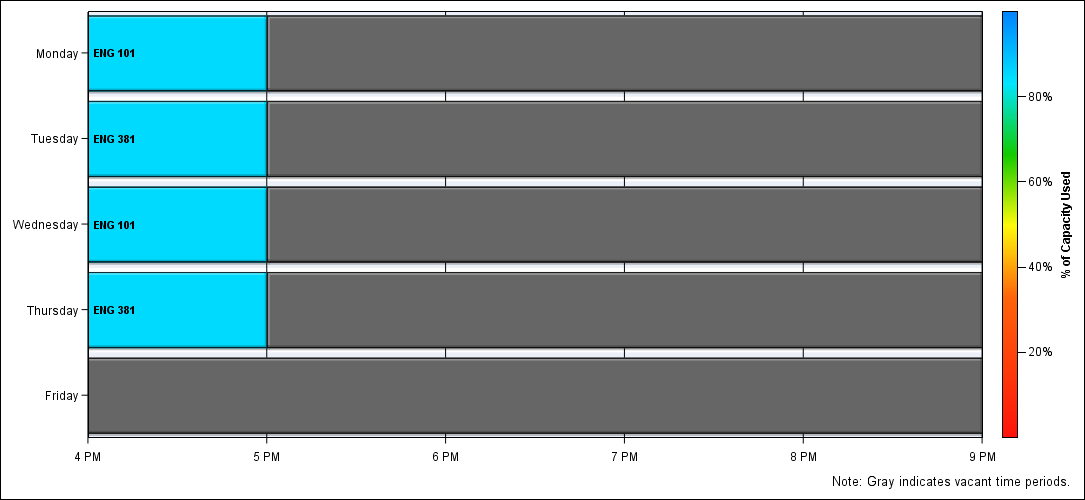 Monday
ENG 101
Tuesday
ENG 381
Wednesday
ENG 101
Thursday
ENG 381
Friday
4 PM 5 PM 6 PM 7 PM 8 PM 9 PM
80%
60%
40%
20%
% of Capacity Used
Note: Gray indicates vacant time periods.